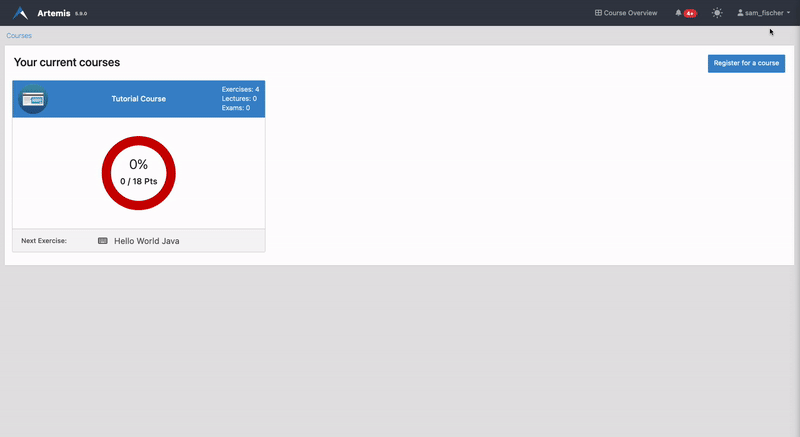 Artemis 5.9.0
Course Overview
4+
sam_fischer
Courses
Your current courses
Register for a course
Tutorial Course
Exercises: 4
Lectures: 0
Exams: 0
0%
0 / 18 Pts
Next Exercise:
Hello World Java